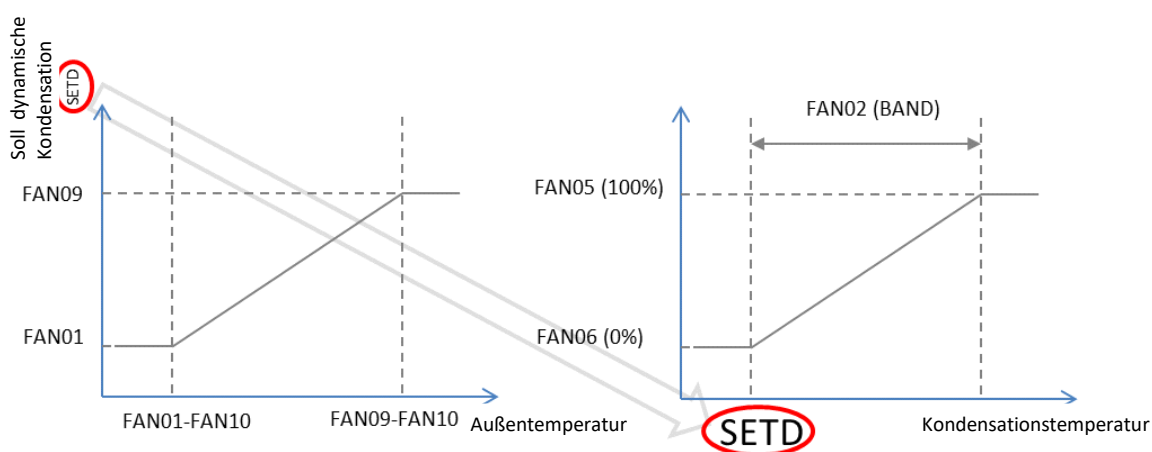 Soll dynamische
Kondensation
SETD
FAN09
FAN01
FAN01-FAN10
FAN09-FAN10
Außentemperatur
FAN02 (BAND)
FAN05 (100%)
FAN06 (0%)
SETD
Kondensationstemperatur